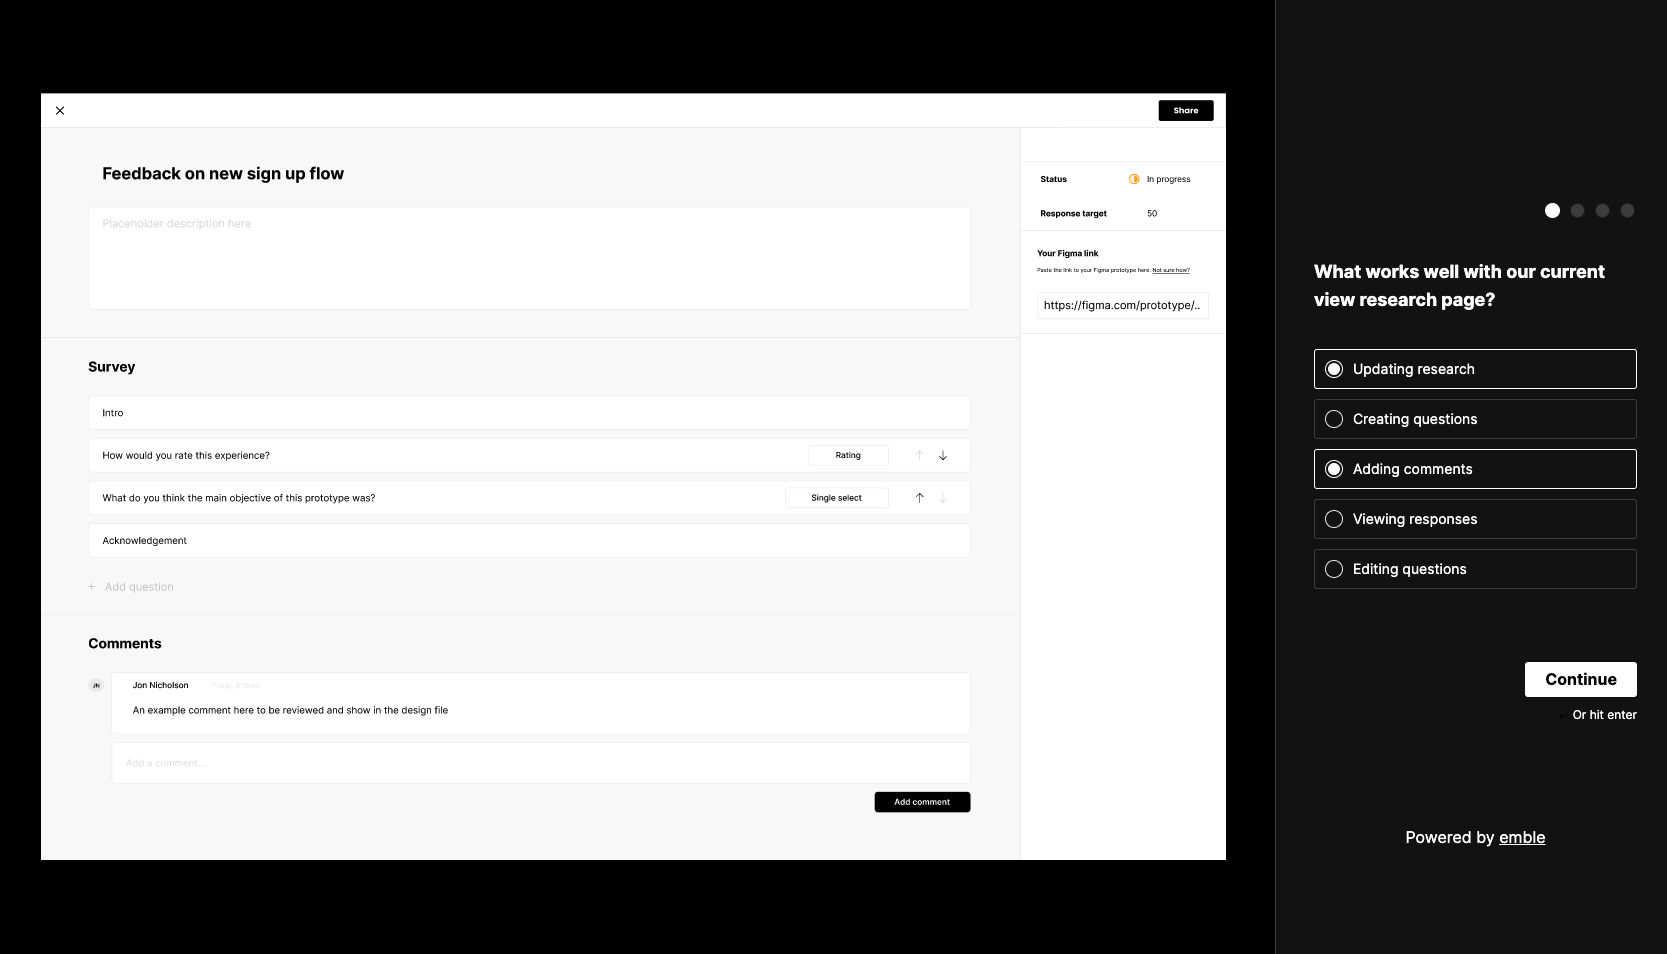 Share
Feedback on new sign up flow
Placeholder description here
Survey
Intro
How would you rate this experience?
Rating
What do you think the main objective of this prototype was?
Single select
Acknowledgement
+ Add question
Comments
JN
Jon Nicholson
An example comment here to be reviewed and show in the design file
Add a comment...
Add comment
Status
In progress
Response target
50
Your Figma link
Paste the link to your Figma prototype here. Not sure how?
https://figma.com/prototype/..
What works well with our current
view research page?
Updating research
Creating questions
Adding comments
Viewing responses
Editing questions
Continue
Or hit enter
Powered by emble